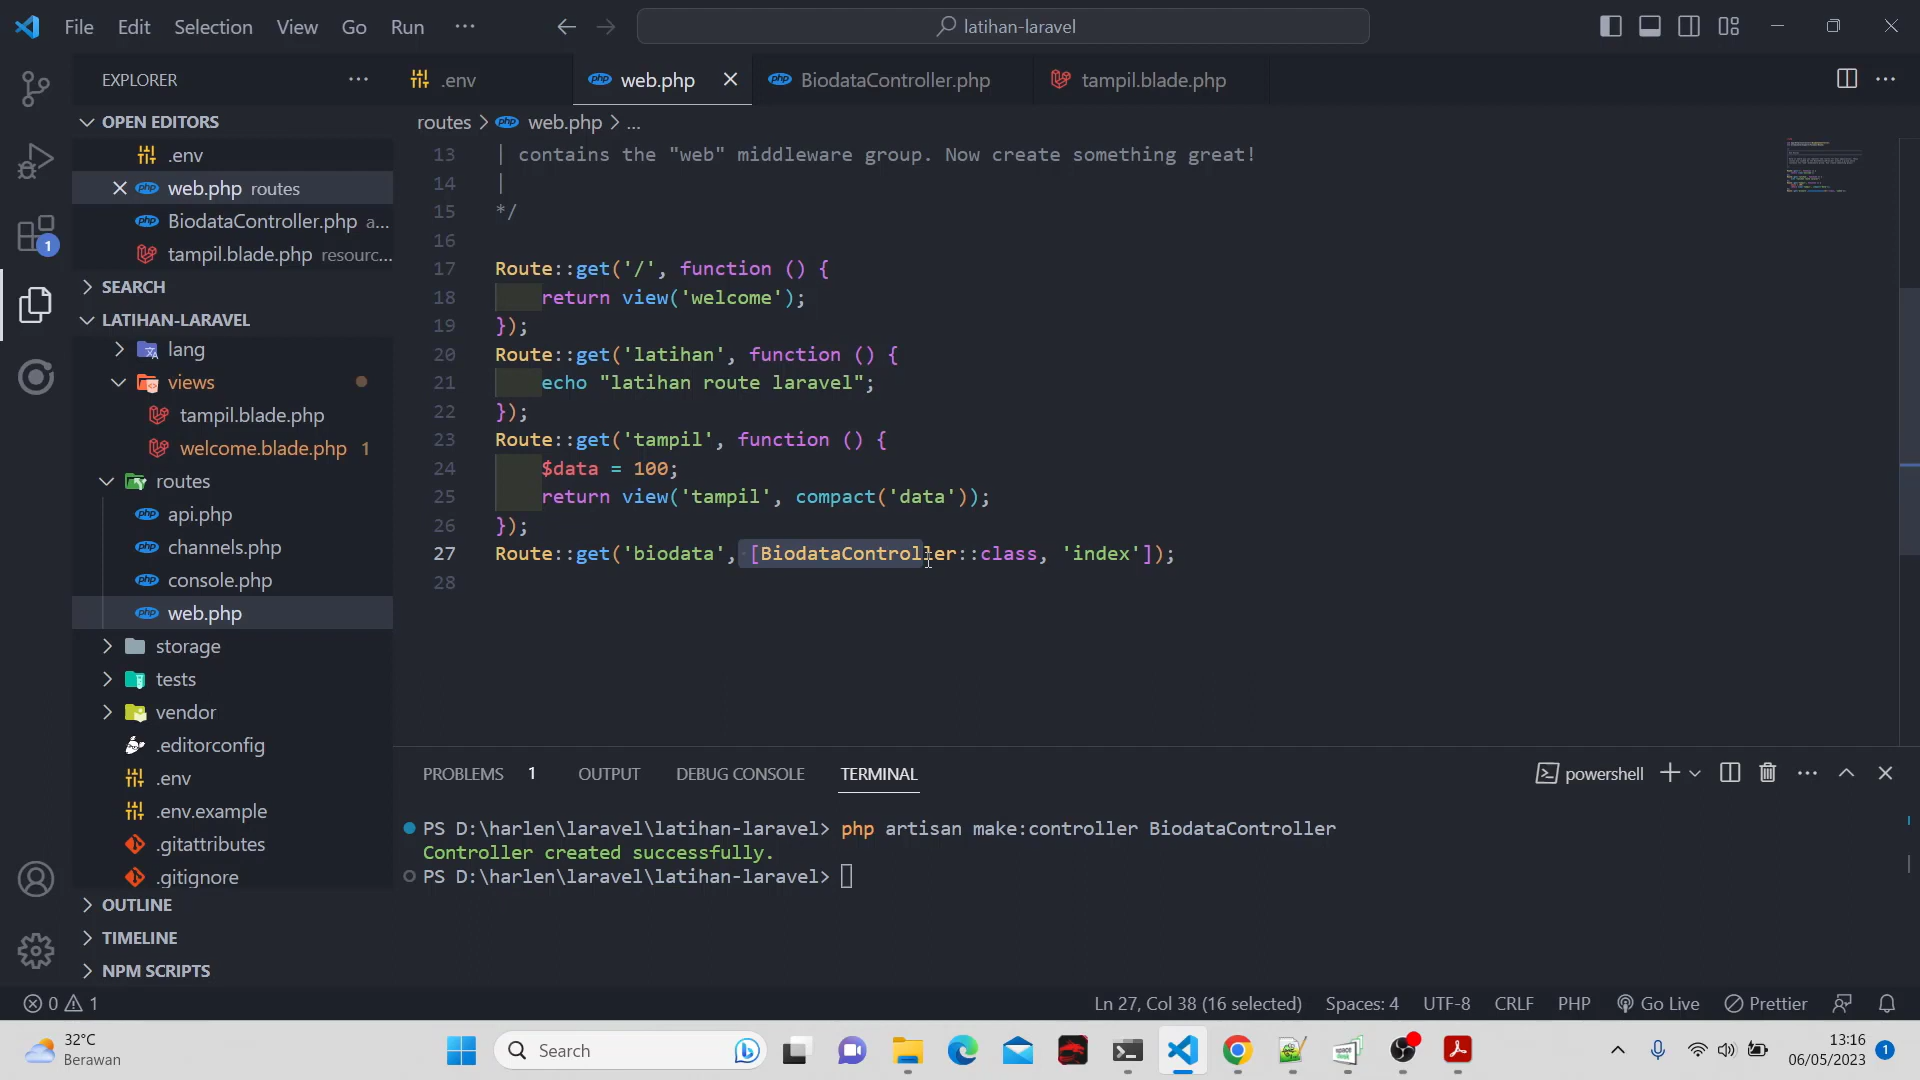 File Edit Selection View Go Run ··· latihan-laravel
EXPLORER ···
OPEN EDITORS
.env
web.php routes
BiodataController.php a...
tampil.blade.php resourc...
SEARCH
LATIHAN-LARAVEL
lang
views
tampil.blade.php
welcome.blade.php 1
routes
api.php
channels.php
console.php
web.php
storage
tests
vendor
.editorconfig
.env
.env.example
.gitattributes
.gitignore
OUTLINE
TIMELINE
NPM SCRIPTS
1
.env web.php BiodataController.php tampil.blade.php
routes > php web.php > ...
13 | contains the "web" middleware group. Now create something great!
14 |
15 */
16
17 Route::get('/', function () {
18 return view('welcome');
19 });
20 Route::get('latihan', function () {
21 echo "latihan route laravel";
22 });
23 Route::get('tampil', function () {
24 $data = 100;
25 return view('tampil', compact('data'));
26 });
27 Route::get('biodata', [BiodataController::class, 'index']);
28
PROBLEMS 1 OUTPUT DEBUG CONSOLE TERMINAL powershell
PS D:\harlen\laravel\latihan-laravel> php artisan make:controller BiodataController
Controller created successfully.
PS D:\harlen\laravel\latihan-laravel>
0 1 Ln 27, Col 38 (16 selected) Spaces: 4 UTF-8 CRLF PHP Go Live Prettier
32°C
Berawan
Search
13:16
06/05/2023
1